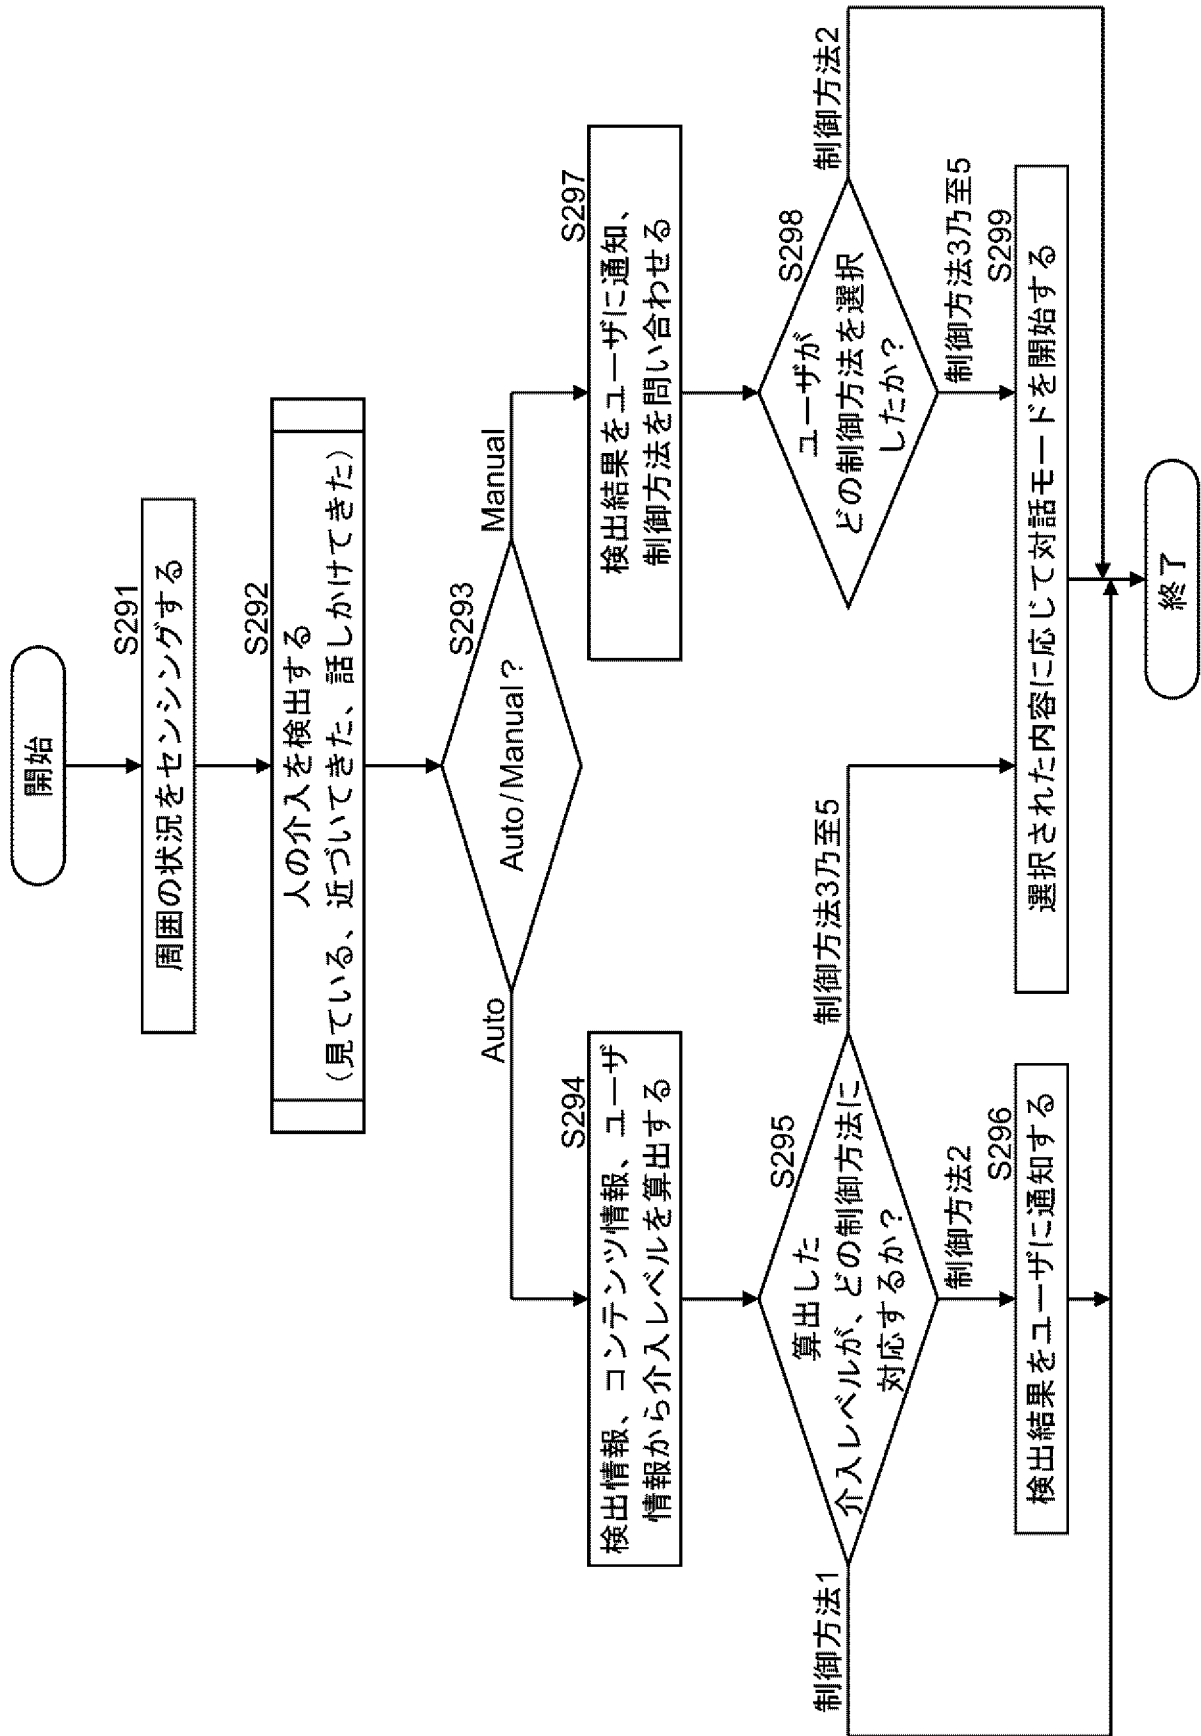 開始
S291
周囲の状況をセンシングする
S292
人の介入を検出する
(見ている、近づいてきた、話しかけてきた)
S293
Auto/Manual?
Auto
Manual
S294
検出情報、コンテンツ情報、ユーザ
情報から介入レベルを算出する
S295
算出した
介入レベルが、どの制御方法に
対応するか?
制御方法1
制御方法2
制御方法3乃至5
S296
検出結果をユーザに通知する
S297
検出結果をユーザに通知、
制御方法を問い合わせる
S298
ユーザが
どの制御方法を選択
したか?
制御方法2
制御方法3乃至5
S299
選択された内容に応じて対話モードを開始する
終了